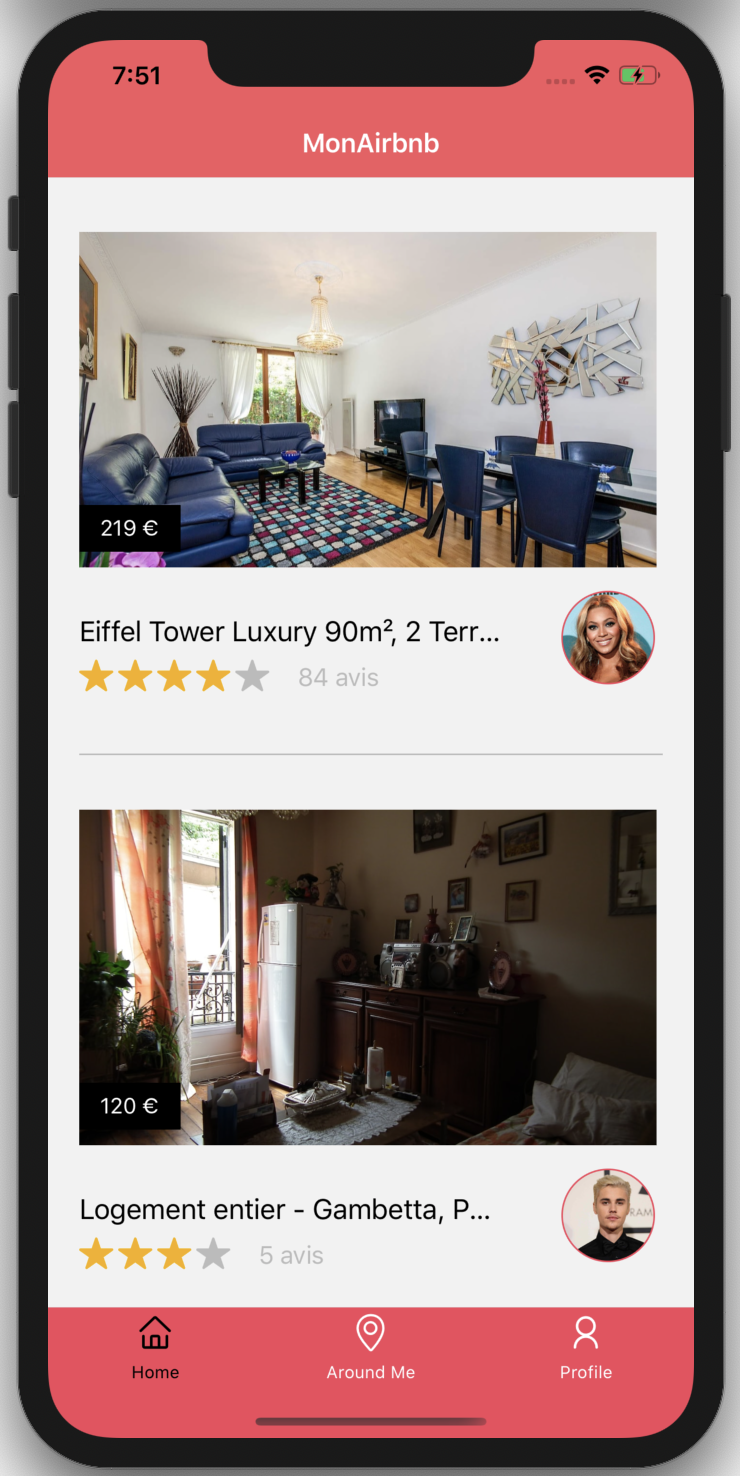 7:51
MonAirbnb
219 €
Eiffel Tower Luxury 90m², 2 Terr...
84 avis
120 €
Logement entier - Gambetta, P...
5 avis
Home
Around Me
Profile